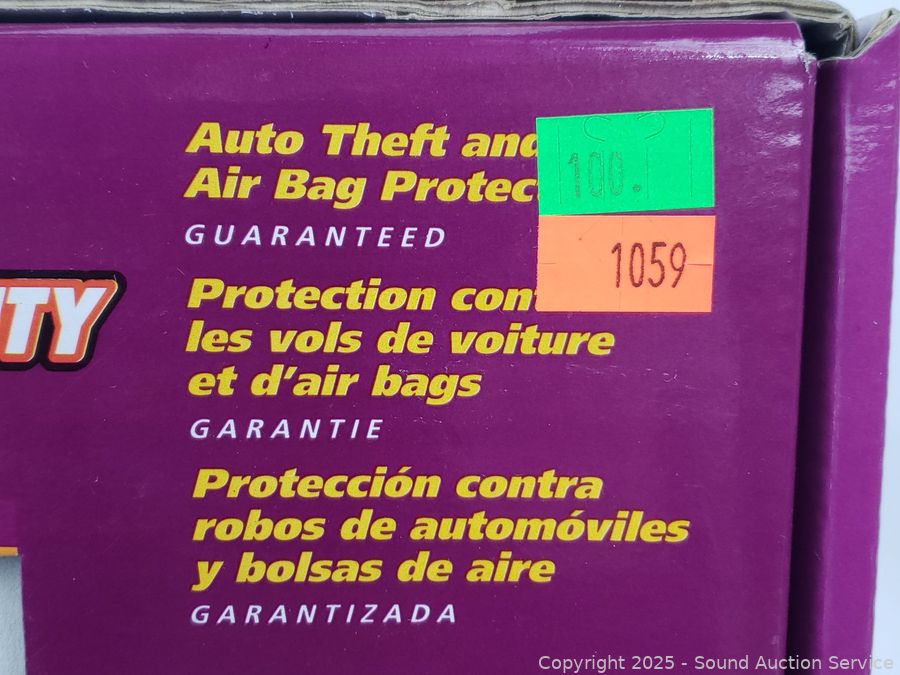 Auto Theft and
Air Bag Protec
GUARANTEED
100.
1059
TY
Protection con
les vols de voiture
et d'air bags
GARANTIE
Protección contra
robos de automóviles
y bolsas de aire
GARANTIZADA
Copyright 2025 - Sound Auction Service